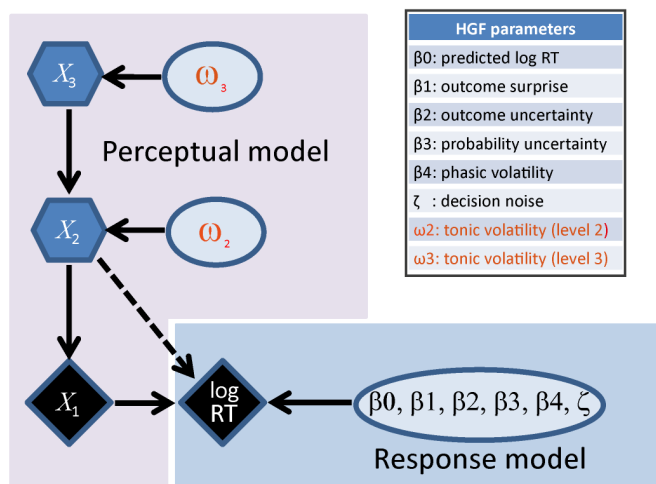 X3
ω3
Perceptual model
X2
ω2
X1
log
RT
β0, β1, β2, β3, β4, ζ
Response model
HGF parameters
β0: predicted log RT
β1: outcome surprise
β2: outcome uncertainty
β3: probability uncertainty
β4: phasic volatility
ζ : decision noise
ω2: tonic volatility (level 2)
ω3: tonic volatility (level 3)